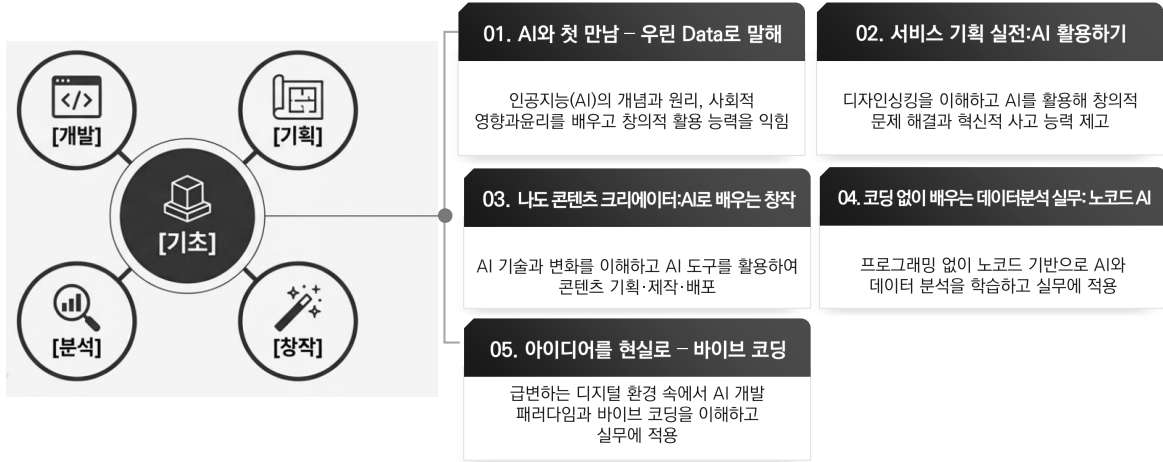 [개발]
[기획]
[기초]
[분석]
[창작]
01. AI와 첫 만남 – 우린 Data로 말해
인공지능(AI)의 개념과 원리, 사회적
영향과윤리를 배우고 창의적 활용 능력을 익힘
02. 서비스 기획 실전:AI 활용하기
디자인싱킹을 이해하고 AI를 활용해 창의적
문제 해결과 혁신적 사고 능력 제고
03. 나도 콘텐츠 크리에이터:AI로 배우는 창작
AI 기술과 변화를 이해하고 AI 도구를 활용하여
콘텐츠 기획·제작·배포
04. 코딩 없이 배우는 데이터분석 실무: 노코드 AI
프로그래밍 없이 노코드 기반으로 AI와
데이터 분석을 학습하고 실무에 적용
05. 아이디어를 현실로 – 바이브 코딩
급변하는 디지털 환경 속에서 AI 개발
패러다임과 바이브 코딩을 이해하고
실무에 적용